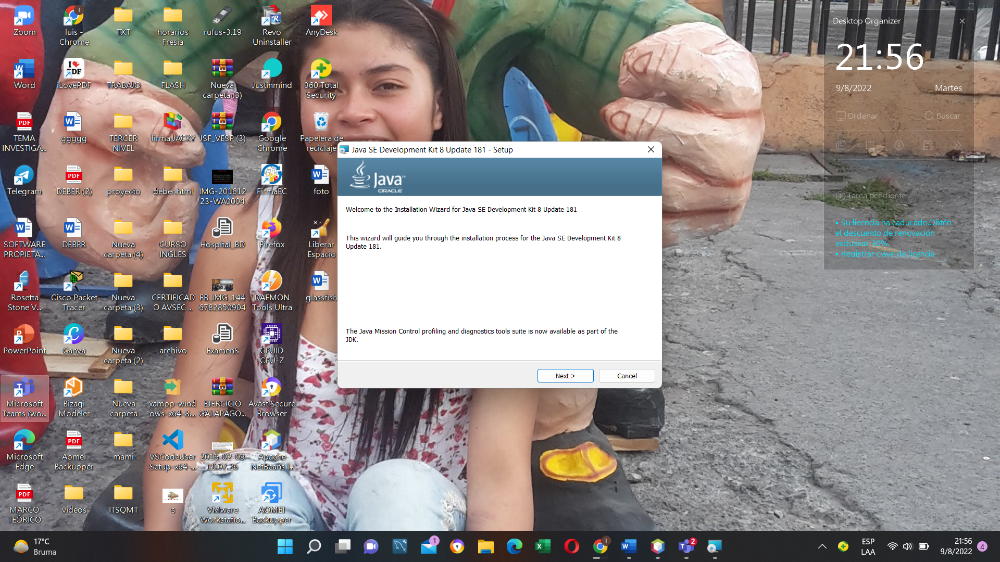 Zoom
luis -
Chrome
TXT
horarios
Fresia
rufus-3.19
Revo
Uninstaller
AnyDesk
Word
iLovePDF
TRABAJO
FLASH
Nueva
carpeta (3)
Justinmind
360 Total
Security
TEMA
INVESTIGA...
ggggg
TERCER
NIVEL
firma JACKY
JSF_VESP (3)
Google
Chrome
Papelera de
reciclaje
Telegram
DEBER (2)
proyecto
deber.html
IMG-201612
23-WA0004
FirmaEC
foto
SOFTWARE
PROPIETA...
DEBER
Nueva
carpeta (4)
CURSO
INGLES
Hospital_BD
Firefox
Liberar
Espacio
Rosetta
Stone V...
Cisco Packet
Tracer
Nueva
carpeta (3)
CERTIFICAD
O AVSEC ...
FB_IMG_144
6782850904
DAEMON
Tools Ultra
glassfish
PowerPoint
Canva
Nueva
carpeta (2)
archivo
ExamenS
CPUID
CPU-Z
Microsoft
Teams (wo...
Bizagi
Modeler
Nueva
carpeta
xampp-wind
ows-x64-8....
EJERCICIO
GALAPAGO...
Avast Secure
Browser
Microsoft
Edge
Aomei
Backupper
mami
VSCodeUser
Setup-x64-...
2016-02-09
19.07.26
Apache
NetBeans I...
MARCO
TEÓRICO
videos
ITSQMT
s
VMware
Workstatio...
AOMEI
Backupper
Java SE Development Kit 8 Update 181 - Setup
Java
ORACLE
Welcome to the Installation Wizard for Java SE Development Kit 8 Update 181
This wizard will guide you through the installation process for the Java SE Development Kit 8
Update 181.
The Java Mission Control profiling and diagnostics tools suite is now available as part of the
JDK.
Next >
Cancel
Desktop Organizer
21:56
9/8/2022
Martes
Ordenar
Buscar
Tarea pendiente
▪ Su licencia ha caducado.Obtén
el descuento de renovación
exclusivo-30%.
▪ Registrar clave de licencia
17°C
Bruma
1
2
ESP
LAA
21:56
9/8/2022
4